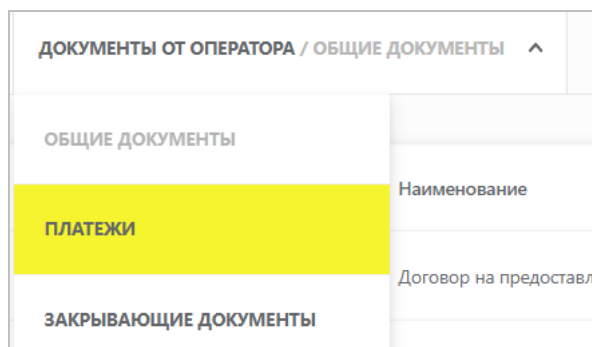 ДОКУМЕНТЫ ОТ ОПЕРАТОРА / ОБЩИЕ ДОКУМЕНТЫ
ОБЩИЕ ДОКУМЕНТЫ
Наименование
ПЛАТЕЖИ
Договор на предоставл
ЗАКРЫВАЮЩИЕ ДОКУМЕНТЫ